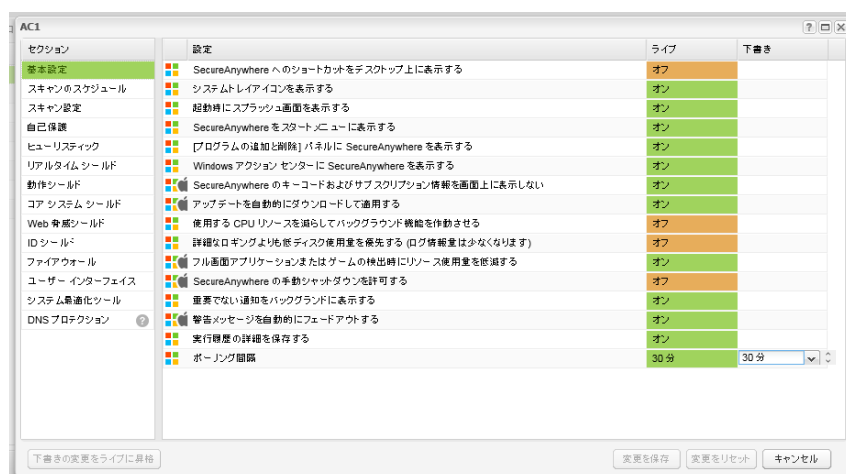 AC1
セクション 設定 ライブ 下書き
基本設定 SecureAnywhere へのショートカットをデスクトップ上に表示する オフ
スキャンのスケジュール システムトレイアイコンを表示する オン
スキャン設定 起動時にスプラッシュ画面を表示する オン
自己保護 SecureAnywhere をスタートメニューに表示する オン
ヒューリスティック [プログラムの追加と削除] パネルに SecureAnywhere を表示する オン
リアルタイム シールド Windows アクション センターに SecureAnywhere を表示する オン
動作シールド SecureAnywhere のキーコードおよびサブスクリプション情報を画面上に表示しない オン
コア システム シールド アップデートを自動的にダウンロードして適用する オン
Web 脅威シールド 使用する CPU リソースを減らしてバックグラウンド機能を作動させる オフ
ID シールド 詳細なロギングよりも低ディスク使用量を優先する (ログ情報量は少なくなります) オフ
ファイアウォール フル画面アプリケーションまたはゲームの検出時にリソース使用量を低減する オン
ユーザー インターフェイス SecureAnywhere の手動シャットダウンを許可する オフ
システム最適化ツール 重要でない通知をバックグランドに表示する オン
DNS プロテクション ? 警告メッセージを自動的にフェードアウトする オン
実行履歴の詳細を保存する オン
ポーリング間隔 30 分 30 分
下書きの変更をライブに昇格 変更を保存 変更をリセット キャンセル